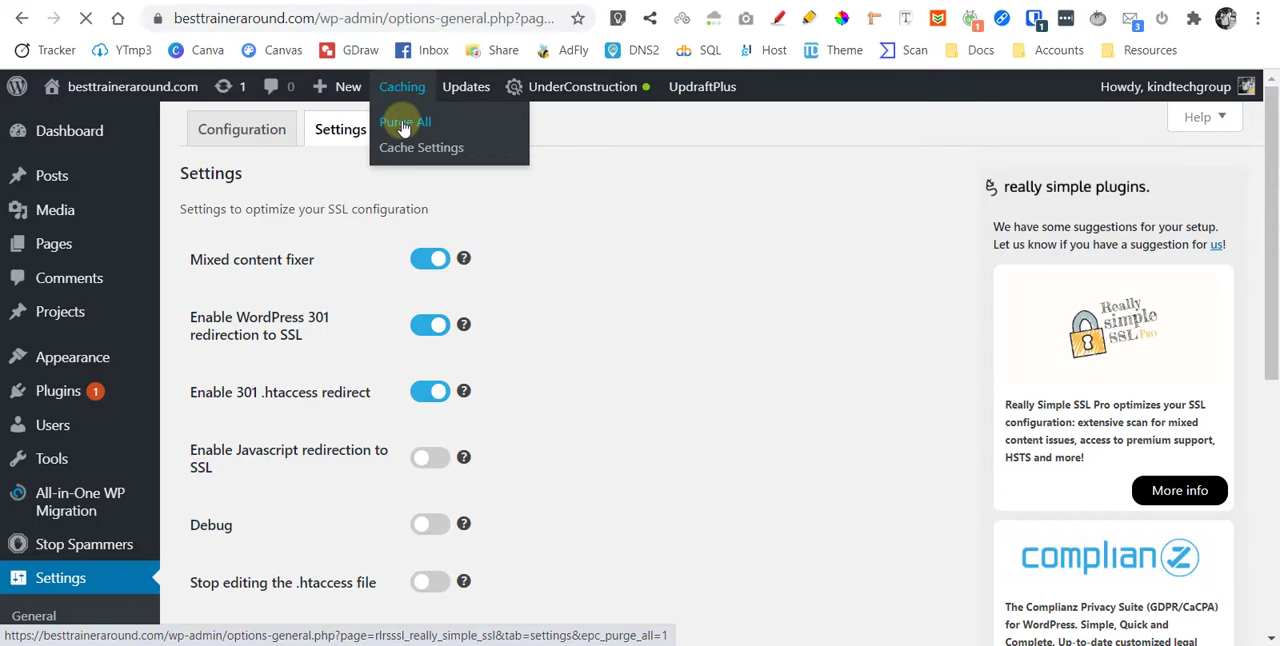 besttraineraround.com/wp-admin/options-general.php?pag...
1
1
3
Tracker
YTmp3
Canva
Canvas
GDraw
Inbox
Share
AdFly
DNS2
SQL
Host
Theme
Scan
Docs
Accounts
Resources
besttraineraround.com
1
0
New
Caching
Updates
UnderConstruction
UpdraftPlus
Howdy, kindtechgroup
Purge All
Cache Settings
Dashboard
Posts
Media
Pages
Comments
Projects
Appearance
Plugins 1
Users
Tools
All-in-One WP
Migration
Stop Spammers
Settings
General
Configuration
Settings
Help
Settings
Settings to optimize your SSL configuration
Mixed content fixer
Enable WordPress 301
redirection to SSL
Enable 301 .htaccess redirect
Enable Javascript redirection to
SSL
Debug
Stop editing the .htaccess file
really simple plugins.
We have some suggestions for your setup.
Let us know if you have a suggestion for us!
Really
simple
SSL Pro
Really Simple SSL Pro optimizes your SSL
configuration: extensive scan for mixed
content issues, access to premium support,
HSTS and more!
More info
complianZ
The Complianz Privacy Suite (GDPR/CaCPA)
for WordPress. Simple, Quick and
Complete. Up-to-date customized legal
https://besttraineraround.com/wp-admin/options-general.php?page=rlrsssl_really_simple_ssl&tab=settings&epc_purge_all=1